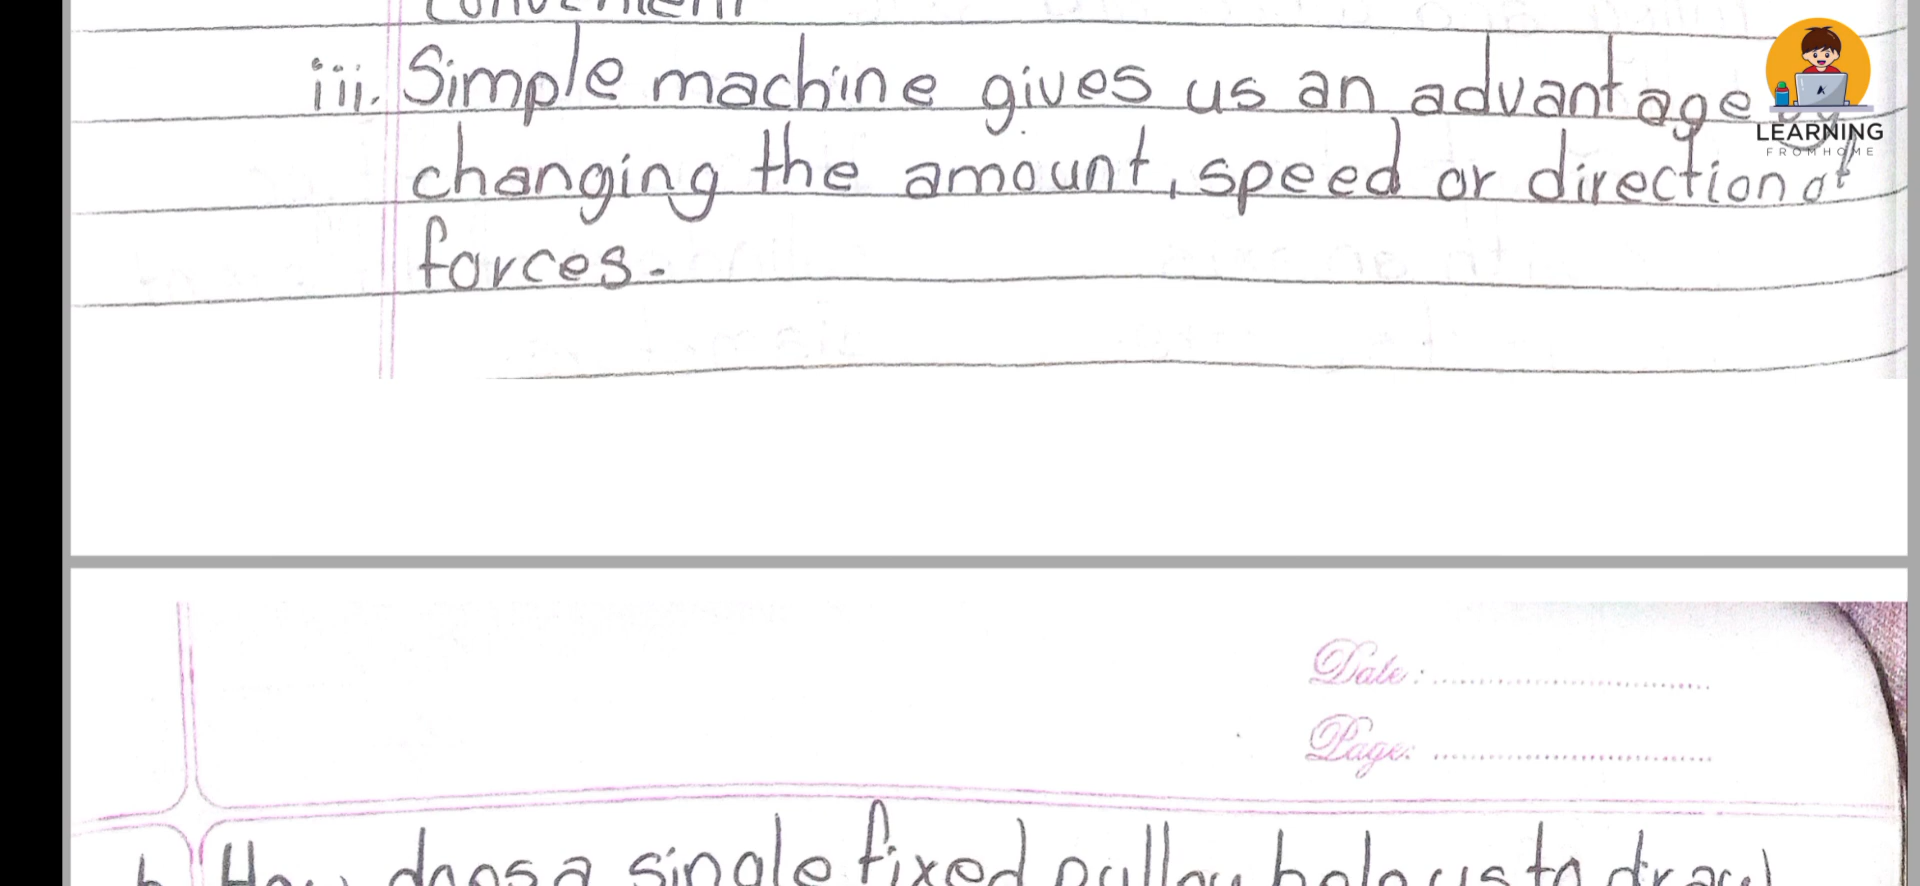 convenient
iii. Simple machine gives us an advantage by
changing the amount, speed or direction of
forces.
LEARNING
FROM HOME
Date:
Page:
b. How does a single fixed pulley help us to draw